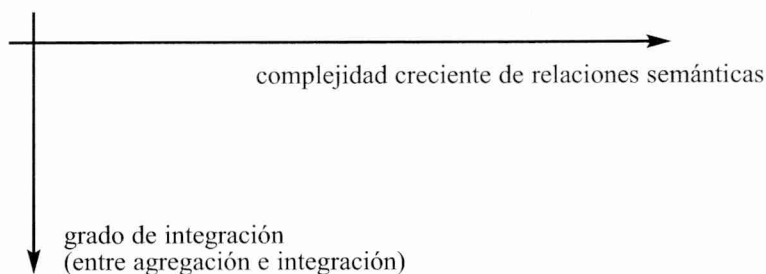 complejidad creciente de relaciones semánticas
grado de integración
(entre agregación e integración)